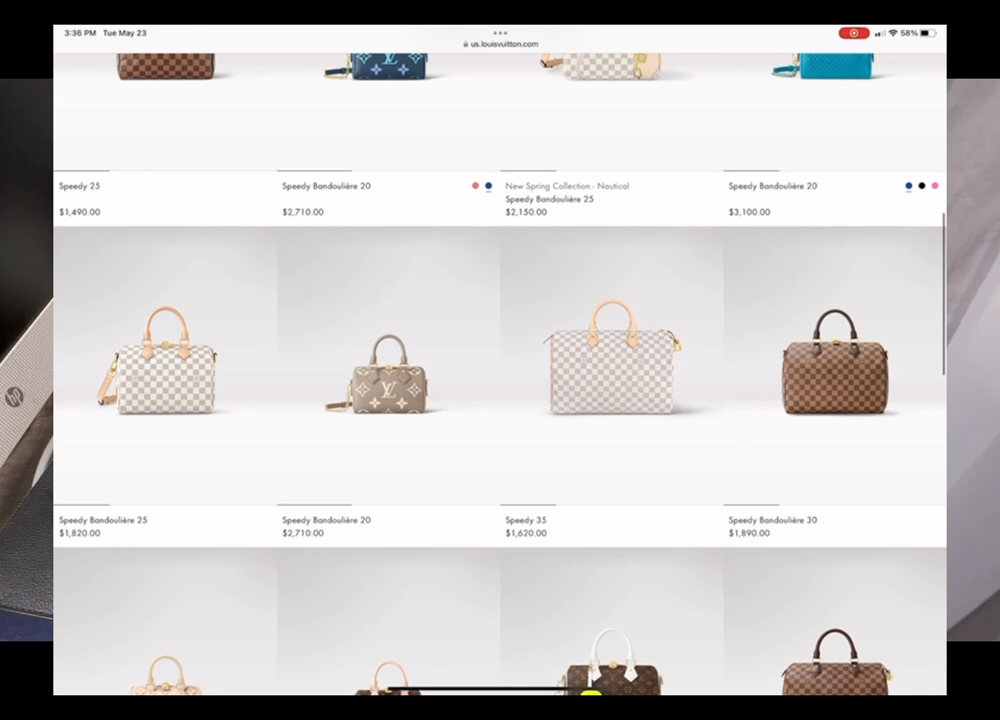 3:36 PM Tue May 23
58%
us.louisvuitton.com
Speedy 25
$1,490.00
Speedy Bandoulière 20
$2,710.00
New Spring Collection - Nautical
Speedy Bandoulière 25
$2,150.00
Speedy Bandoulière 20
$3,100.00
hp
LV
Speedy Bandoulière 25
$1,820.00
Speedy Bandoulière 20
$2,710.00
Speedy 35
$1,620.00
Speedy Bandoulière 30
$1,890.00